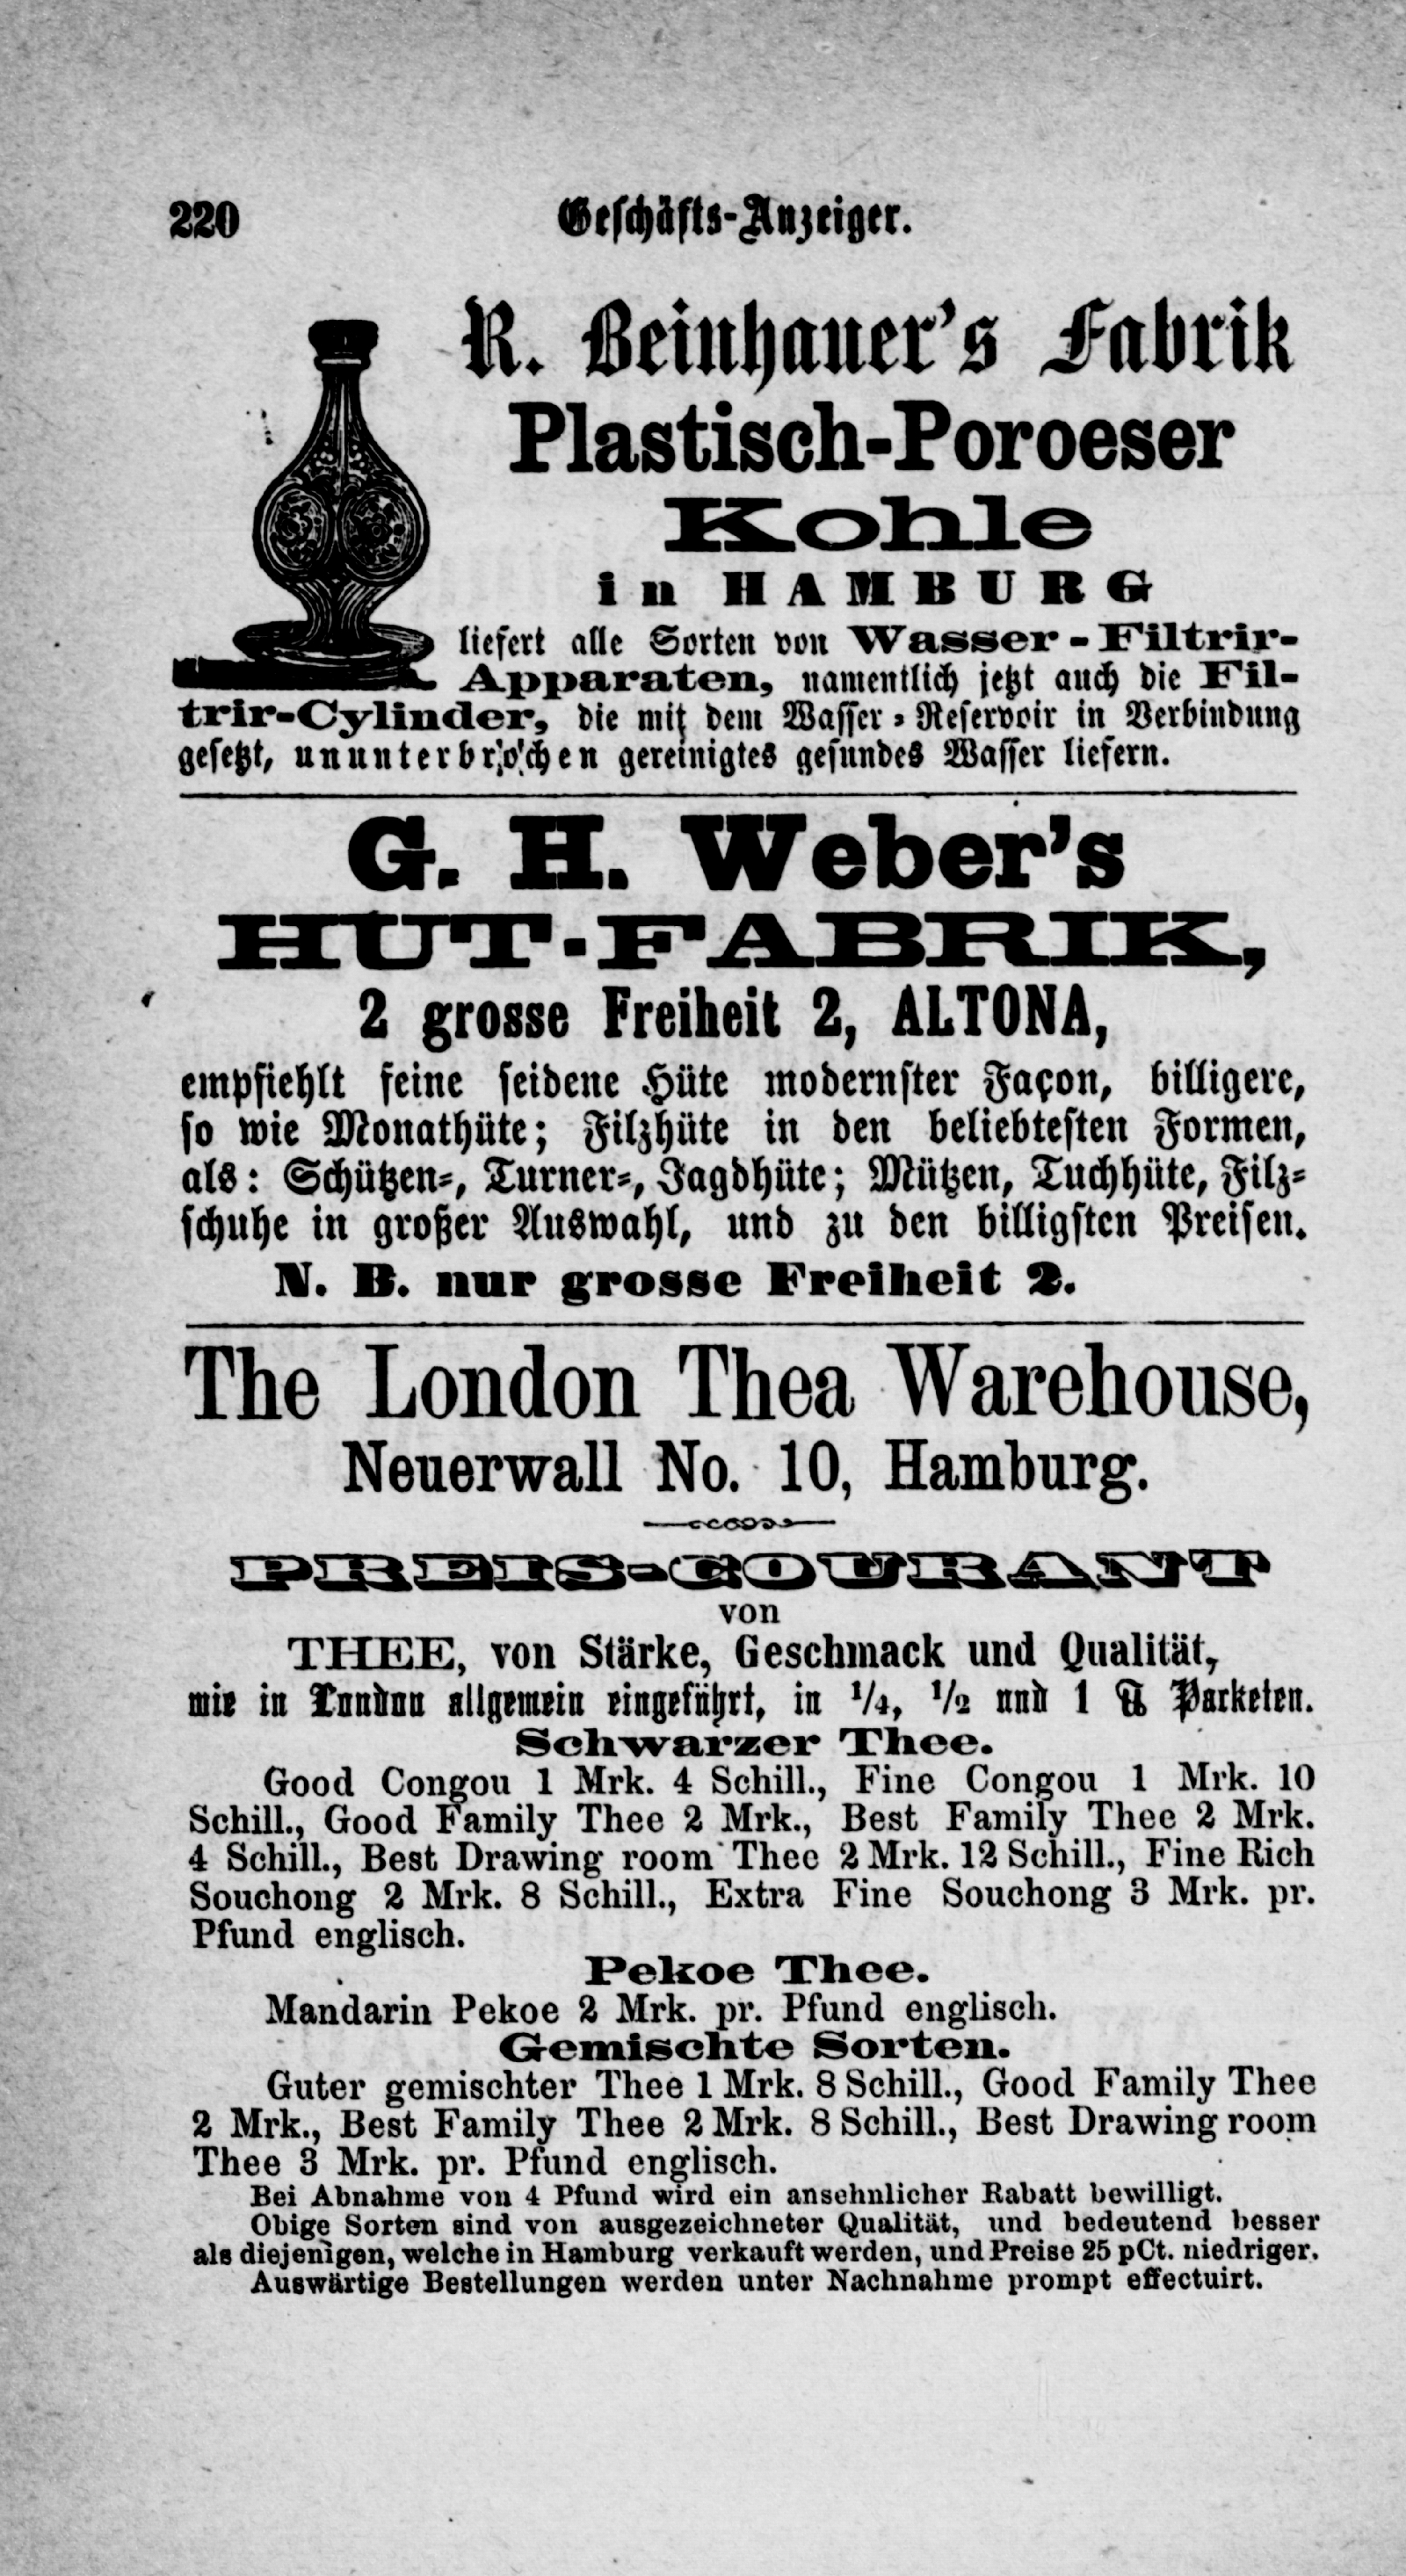 220
Geschäfts-Anzeiger.
R. Beinhauer's Fabrik
Plastisch-Poroeser
Kohle
in HAMBURG
liefert alle Sorten von Wasser-Filtrir-
Apparaten, namentlich jetzt auch die Fil-
trir-Cylinder, die mit dem Wasser-Reservoir in Verbindung
gesetzt, ununterbrochen gereinigtes gesundes Wasser liefern.
G. H. Weber's
HUT-FABRIK,
2 grosse Freiheit 2, ALTONA,
empfiehlt feine seidene Hüte modernster Façon, billigere,
so wie Monathüte; Filzhüte in den beliebtesten Formen,
als: Schützen-, Turner-, Jagdhüte; Mützen, Tuchhüte, Filz-
schuhe in großer Auswahl, und zu den billigsten Preisen.
N. B. nur grosse Freiheit 2.
The London Thea Warehouse,
Neuerwall No. 10, Hamburg.
PREIS-COURANT
von
THEE, von Stärke, Geschmack und Qualität,
wie in London allgemein eingeführt, in 1/4, 1/2 und 1 ℔ Packeten.
Schwarzer Thee.
Good Congou 1 Mrk. 4 Schill., Fine Congou 1 Mrk. 10
Schill., Good Family Thee 2 Mrk., Best Family Thee 2 Mrk.
4 Schill., Best Drawing room Thee 2 Mrk. 12 Schill., Fine Rich
Souchong 2 Mrk. 8 Schill., Extra Fine Souchong 3 Mrk. pr.
Pfund englisch.
Pekoe Thee.
Mandarin Pekoe 2 Mrk. pr. Pfund englisch.
Gemischte Sorten.
Guter gemischter Thee 1 Mrk. 8 Schill., Good Family Thee
2 Mrk., Best Family Thee 2 Mrk. 8 Schill., Best Drawing room
Thee 3 Mrk. pr. Pfund englisch.
Bei Abnahme von 4 Pfund wird ein ansehnlicher Rabatt bewilligt.
Obige Sorten sind von ausgezeichneter Qualität, und bedeutend besser
als diejenigen, welche in Hamburg verkauft werden, und Preise 25 pCt. niedriger.
Auswärtige Bestellungen werden unter Nachnahme prompt effectuirt.